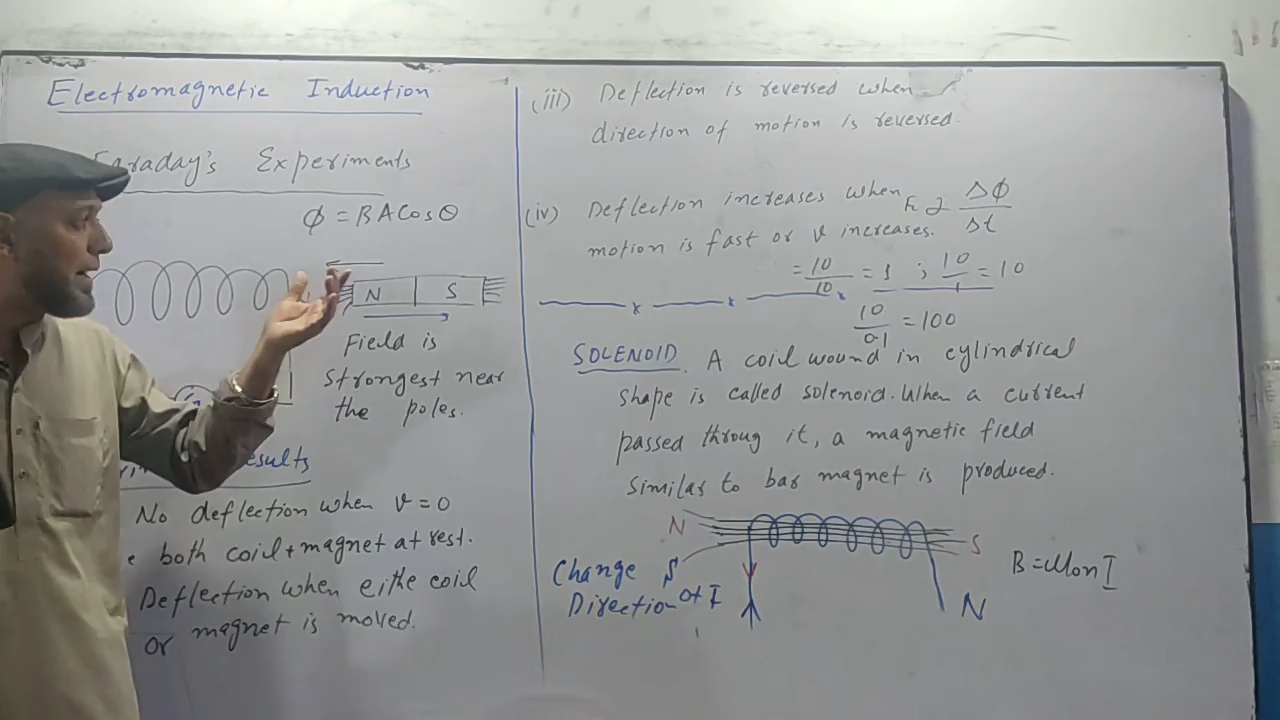 Electromagnetic Induction
Faraday's Experiments
ϕ = BACosθ
N S
Field is
strongest near
the poles.
esults
No deflection when v = 0
both coil + magnet at rest.
Deflection when eithe coil
or magnet is moved.
(iii) Deflection is reversed when
direction of motion is reversed.
(iv) Deflection increases when
motion is fast or v increases.
Δϕ
Δt
= 10/10 = 1 ; 10/1 = 10
10/0.1 = 100
SOLENOID. A coil wound in cylindrical
shape is called solenoid. When a current
passed throug it, a magnetic field
similar to bar magnet is produced.
N S
Change S N
Direction of I
B = μonI